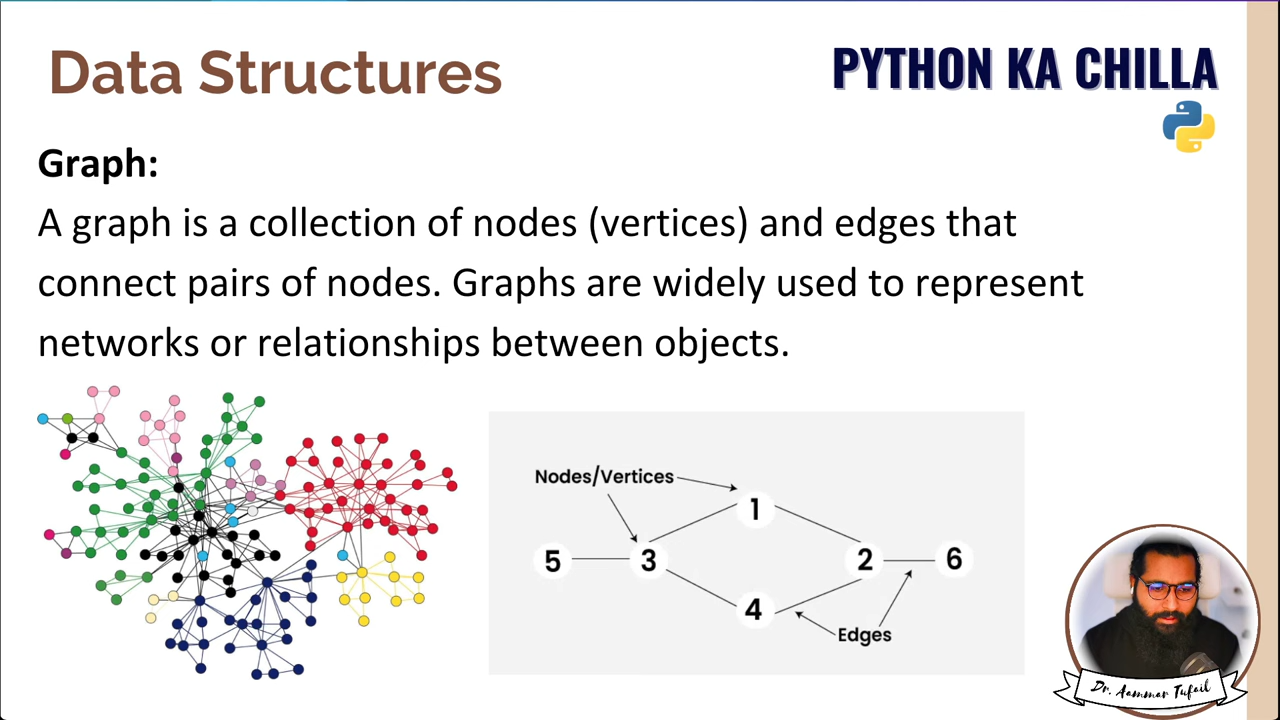 Data Structures
PYTHON KA CHILLA
Graph:
A graph is a collection of nodes (vertices) and edges that
connect pairs of nodes. Graphs are widely used to represent
networks or relationships between objects.
Nodes/Vertices
1
5 3 2 6
4
Edges
Dr. Aammar Tufail